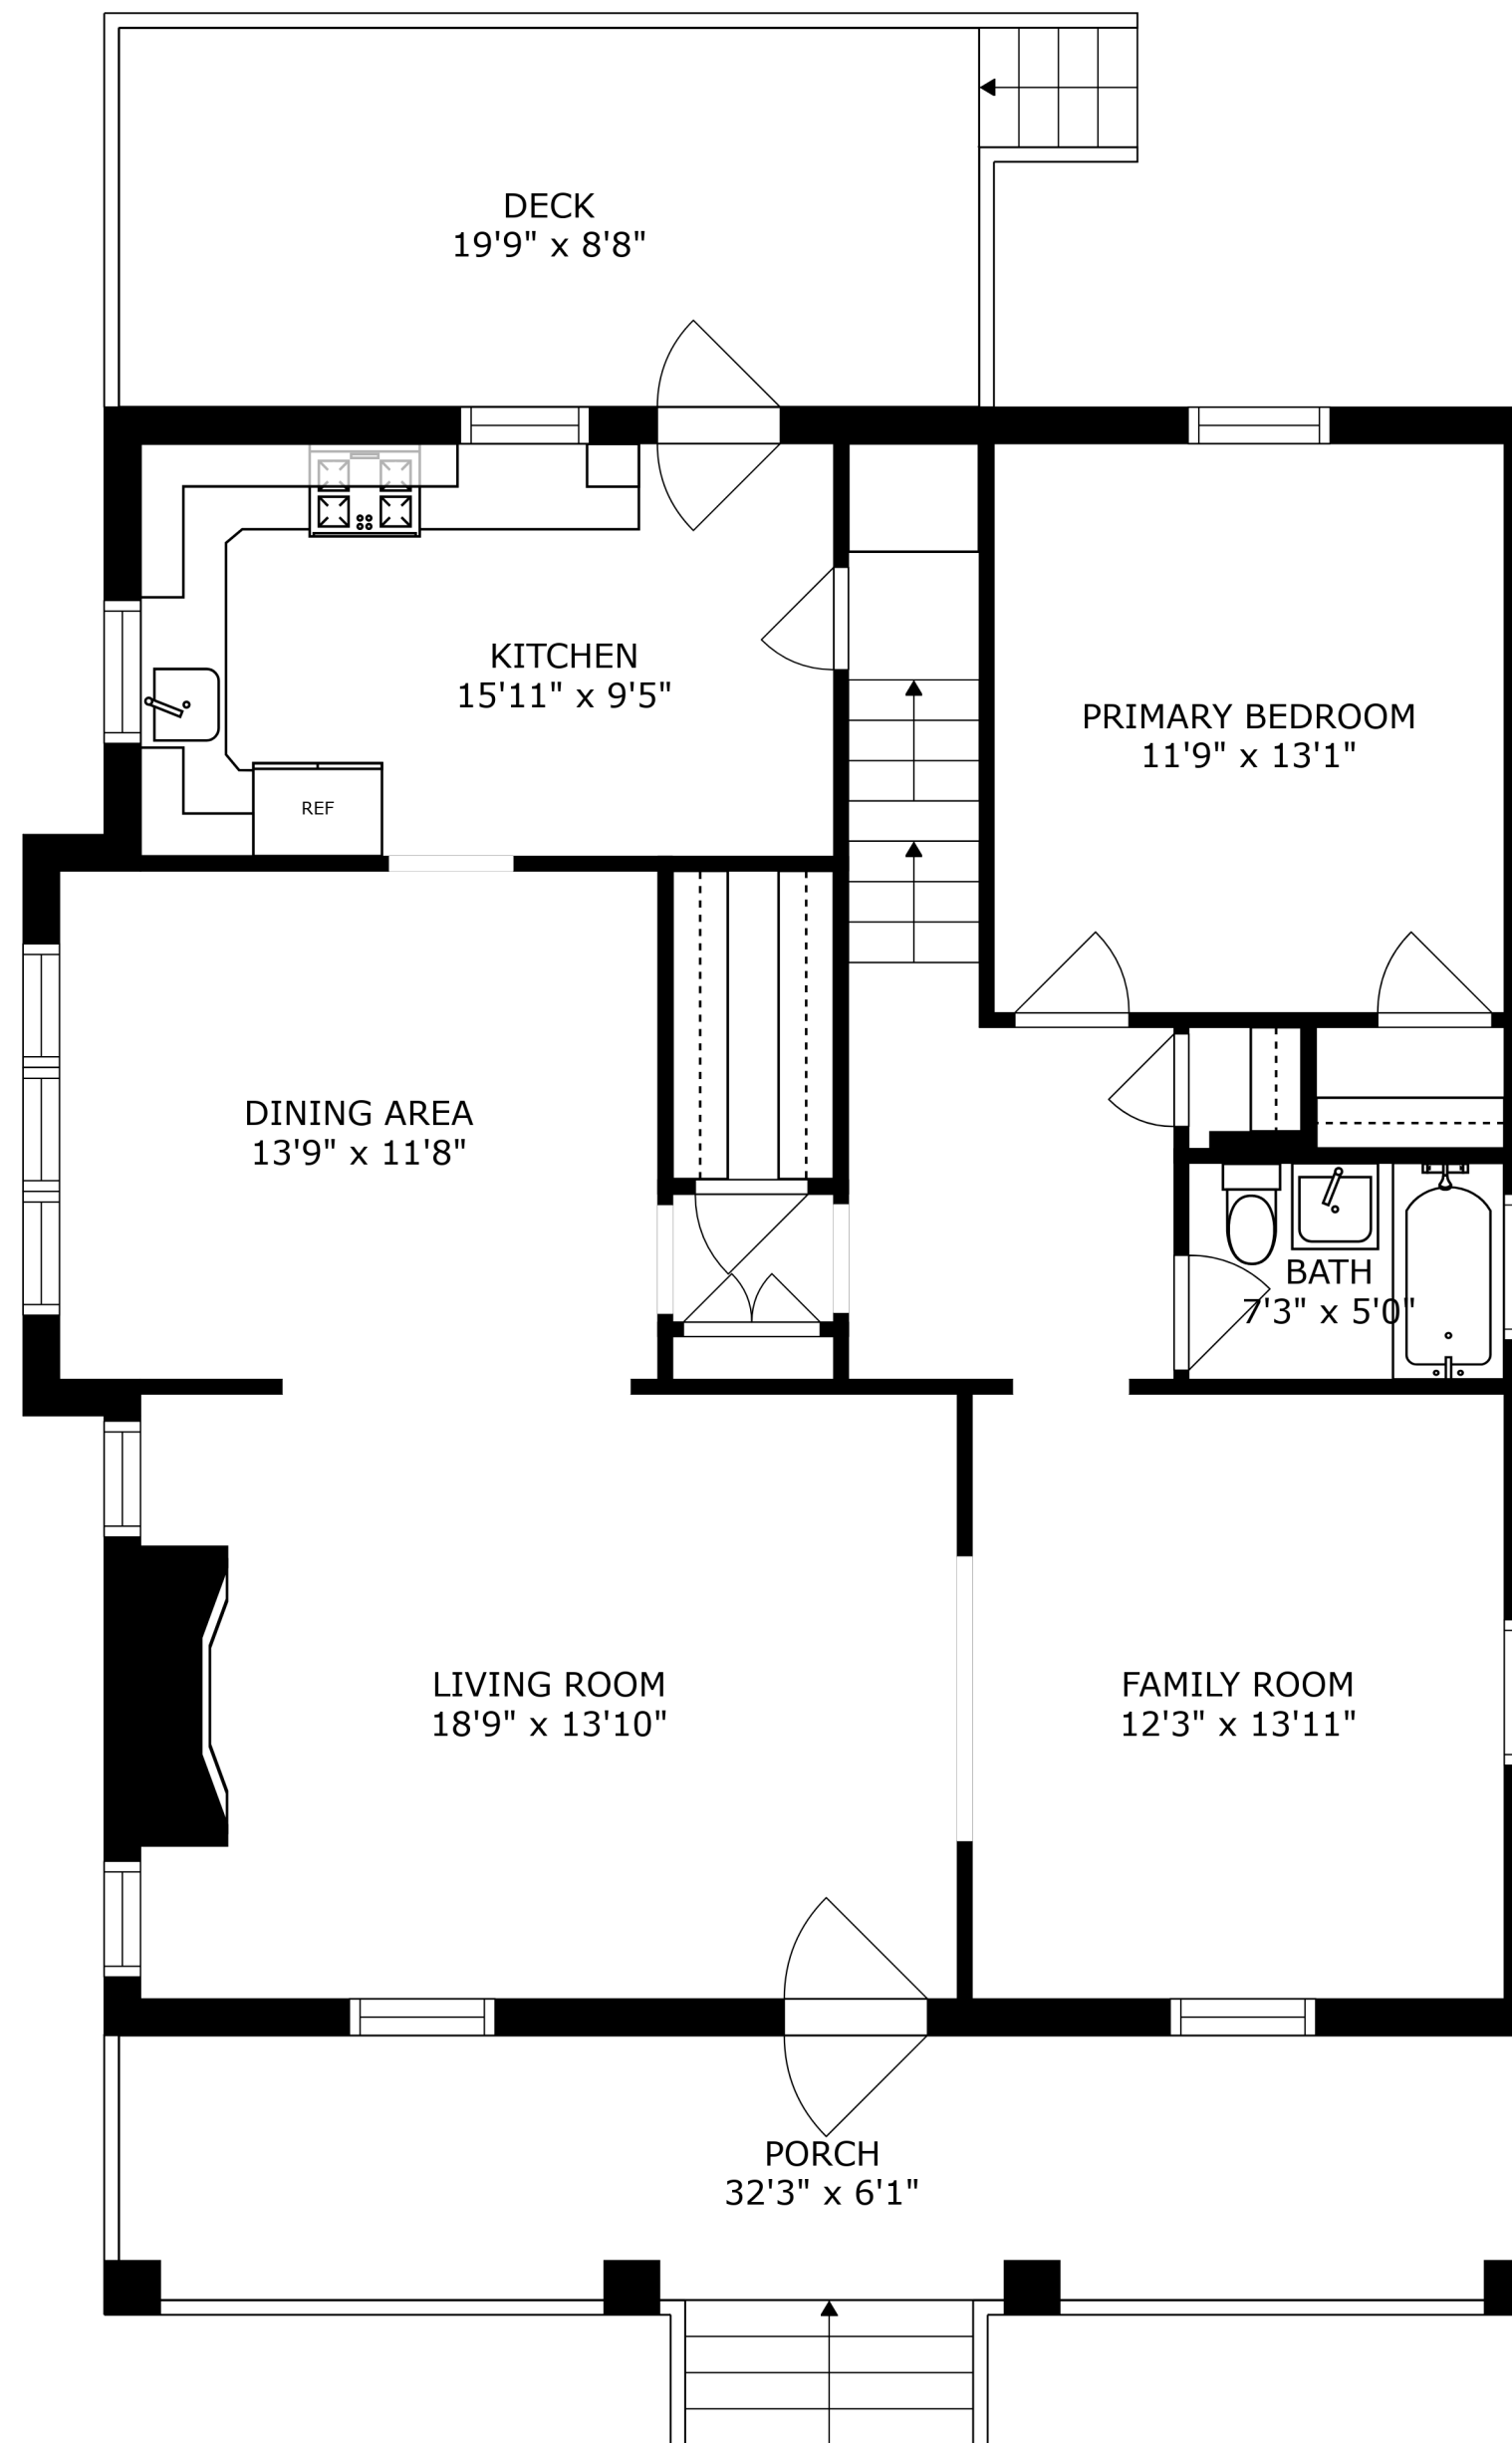 DECK
19'9" x 8'8"
KITCHEN
15'11" x 9'5"
PRIMARY BEDROOM
11'9" x 13'1"
REF
DINING AREA
13'9" x 11'8"
BATH
7'3" x 5'0"
LIVING ROOM
18'9" x 13'10"
FAMILY ROOM
12'3" x 13'11"
PORCH
32'3" x 6'1"